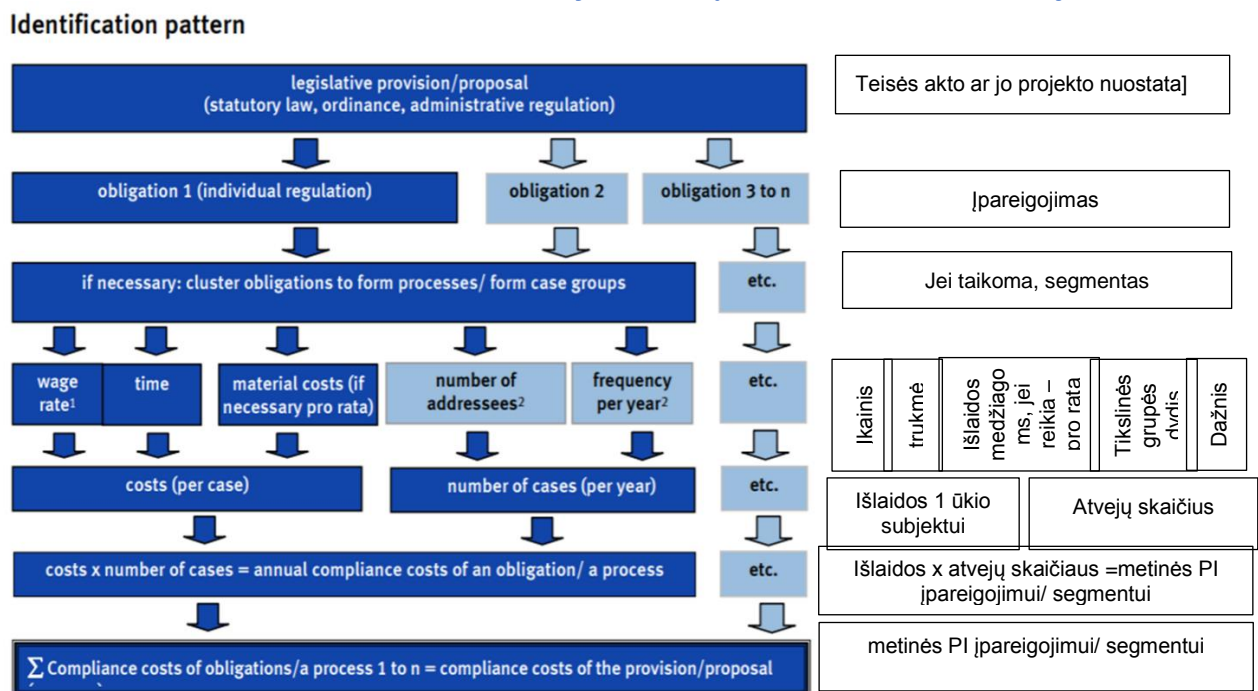 Identification pattern
legislative provision/proposal
(statutory law, ordinance, administrative regulation)
Teisės akto ar jo projekto nuostata]
obligation 1 (individual regulation)
obligation 2
obligation 3 to n
Įpareigojimas
if necessary: cluster obligations to form processes/ form case groups
etc.
Jei taikoma, segmentas
wage
rate¹
time
material costs (if
necessary pro rata)
number of
addressees²
frequency
per year²
etc.
Įkainis
trukmė
Išlaidos
medžiago
ms, jei
reikia –
pro rata
Tikslinės
grupės
dydis
Dažnis
costs (per case)
number of cases (per year)
etc.
Išlaidos 1 ūkio
subjektui
Atvejų skaičius
costs x number of cases = annual compliance costs of an obligation/ a process
etc.
Išlaidos x atvejų skaičiaus =metinės PI
įpareigojimui/ segmentui
∑ Compliance costs of obligations/a process 1 to n = compliance costs of the provision/proposal
metinės PI įpareigojimui/ segmentui